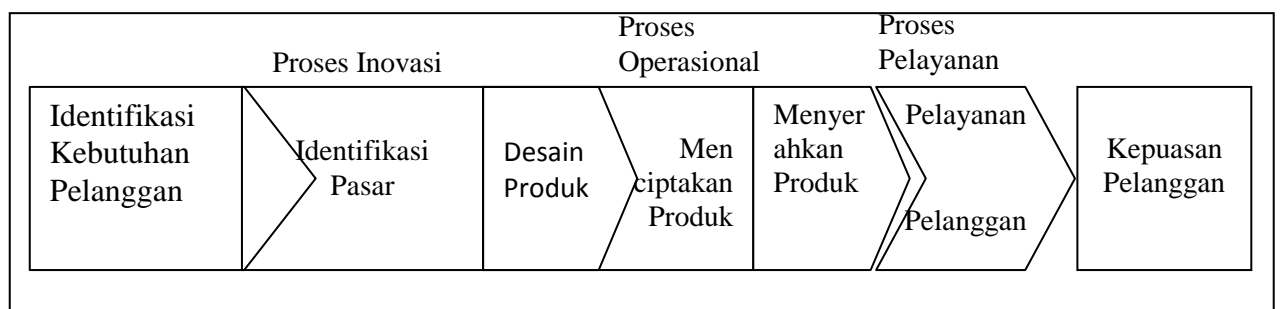 Proses Inovasi
Proses
Operasional
Proses
Pelayanan
Identifikasi
Kebutuhan
Pelanggan
Identifikasi
Pasar
Desain
Produk
Men
ciptakan
Produk
Menyer
ahkan
Produk
Pelayanan
Pelanggan
Kepuasan
Pelanggan